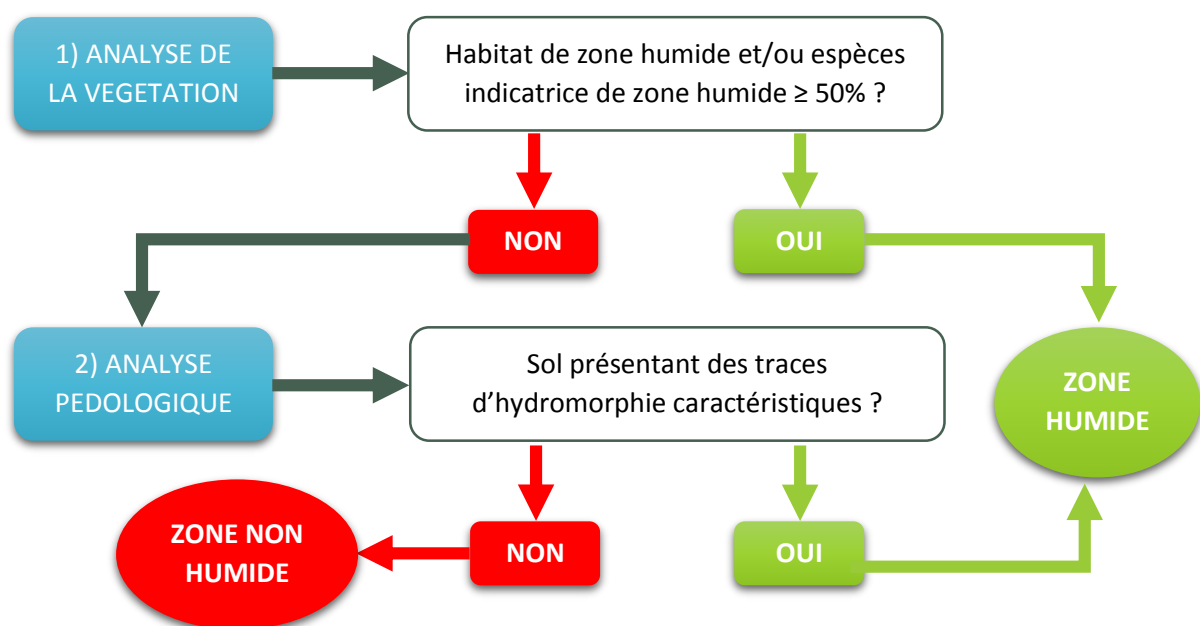 1) ANALYSE DE
LA VEGETATION
Habitat de zone humide et/ou espèces
indicatrice de zone humide ≥ 50% ?
NON
OUI
2) ANALYSE
PEDOLOGIQUE
Sol présentant des traces
d’hydromorphie caractéristiques ?
ZONE
HUMIDE
ZONE NON
HUMIDE
NON
OUI